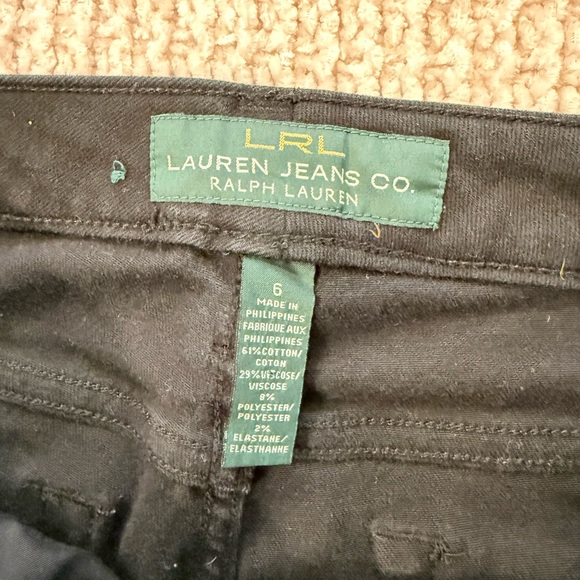 LRL
LAUREN JEANS CO.
RALPH LAUREN
6
MADE IN
PHILIPPINES
FABRIQUE AUX
PHILIPPINES
61% COTTON/
COTON
29% VISCOSE/
VISCOSE
8%
POLYESTER/
POLYESTER
2%
ELASTANE/
ELASTHANNE